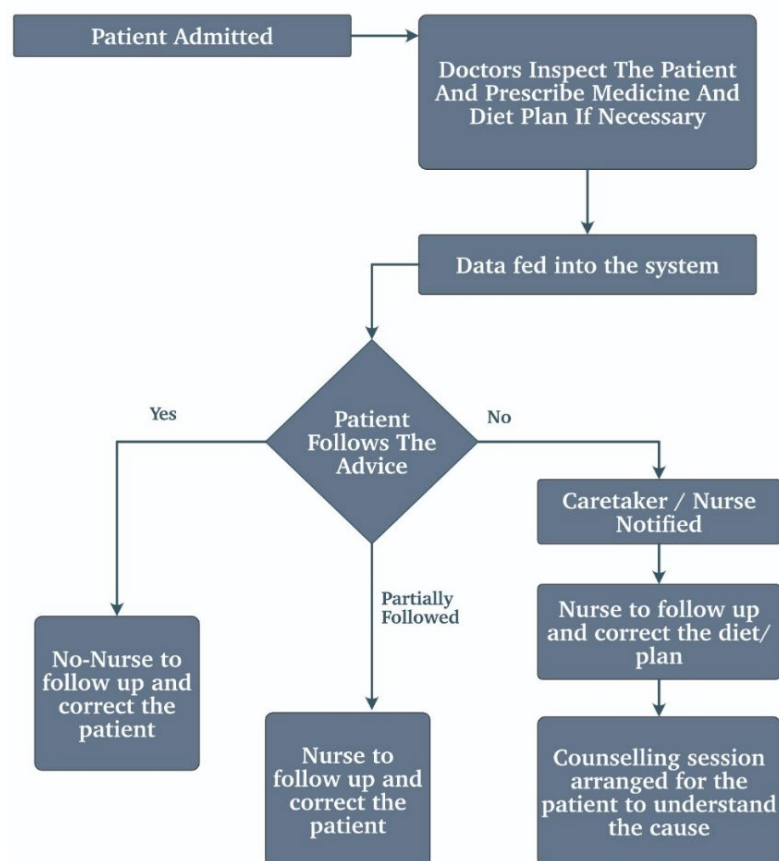 Patient Admitted
Doctors Inspect The Patient
And Prescribe Medicine And
Diet Plan If Necessary
Data fed into the system
Patient
Follows The
Advice
Yes
No
Partially
Followed
Caretaker / Nurse
Notified
Nurse to follow up
and correct the diet/
plan
Counselling session
arranged for the
patient to understand
the cause
No-Nurse to
follow up and
correct the
patient
Nurse to
follow up and
correct the
patient